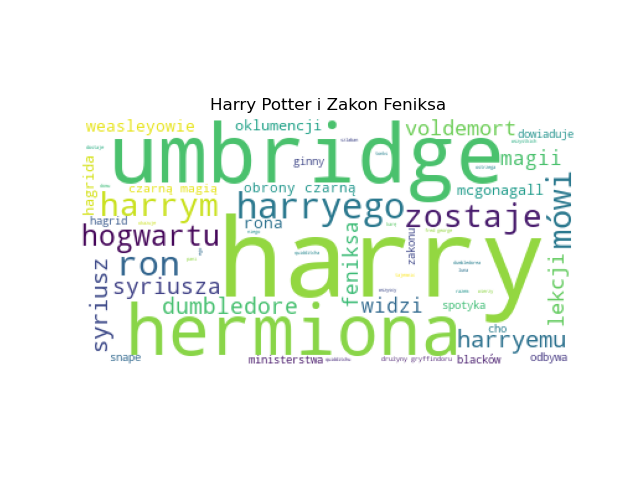 Harry Potter i Zakon Feniksa
weasleyowie
oklumencji
voldemort
dowiaduje
umbridge
ginny
magii
hagrida
czarną magią
obrony czarną
mcgonagall
harrym
harryego
zostaje
mówi
hagrid
rona
hogwartu
harry
feniksa
zakonu
ron
syriusz
syriusza
lekcji
dumbledore
widzi
spotyka
hermiona
cho
harryemu
snape
ministerstwa
quidditchu
drużyny gryffindoru
blacków
odbywa